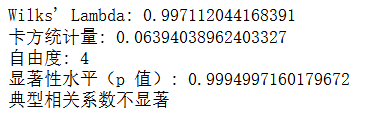 Wilks' Lambda: 0.997112044168391
卡方统计量: 0.06394038962403327
自由度: 4
显著性水平（p 值）: 0.9994997160179672
典型相关系数不显著